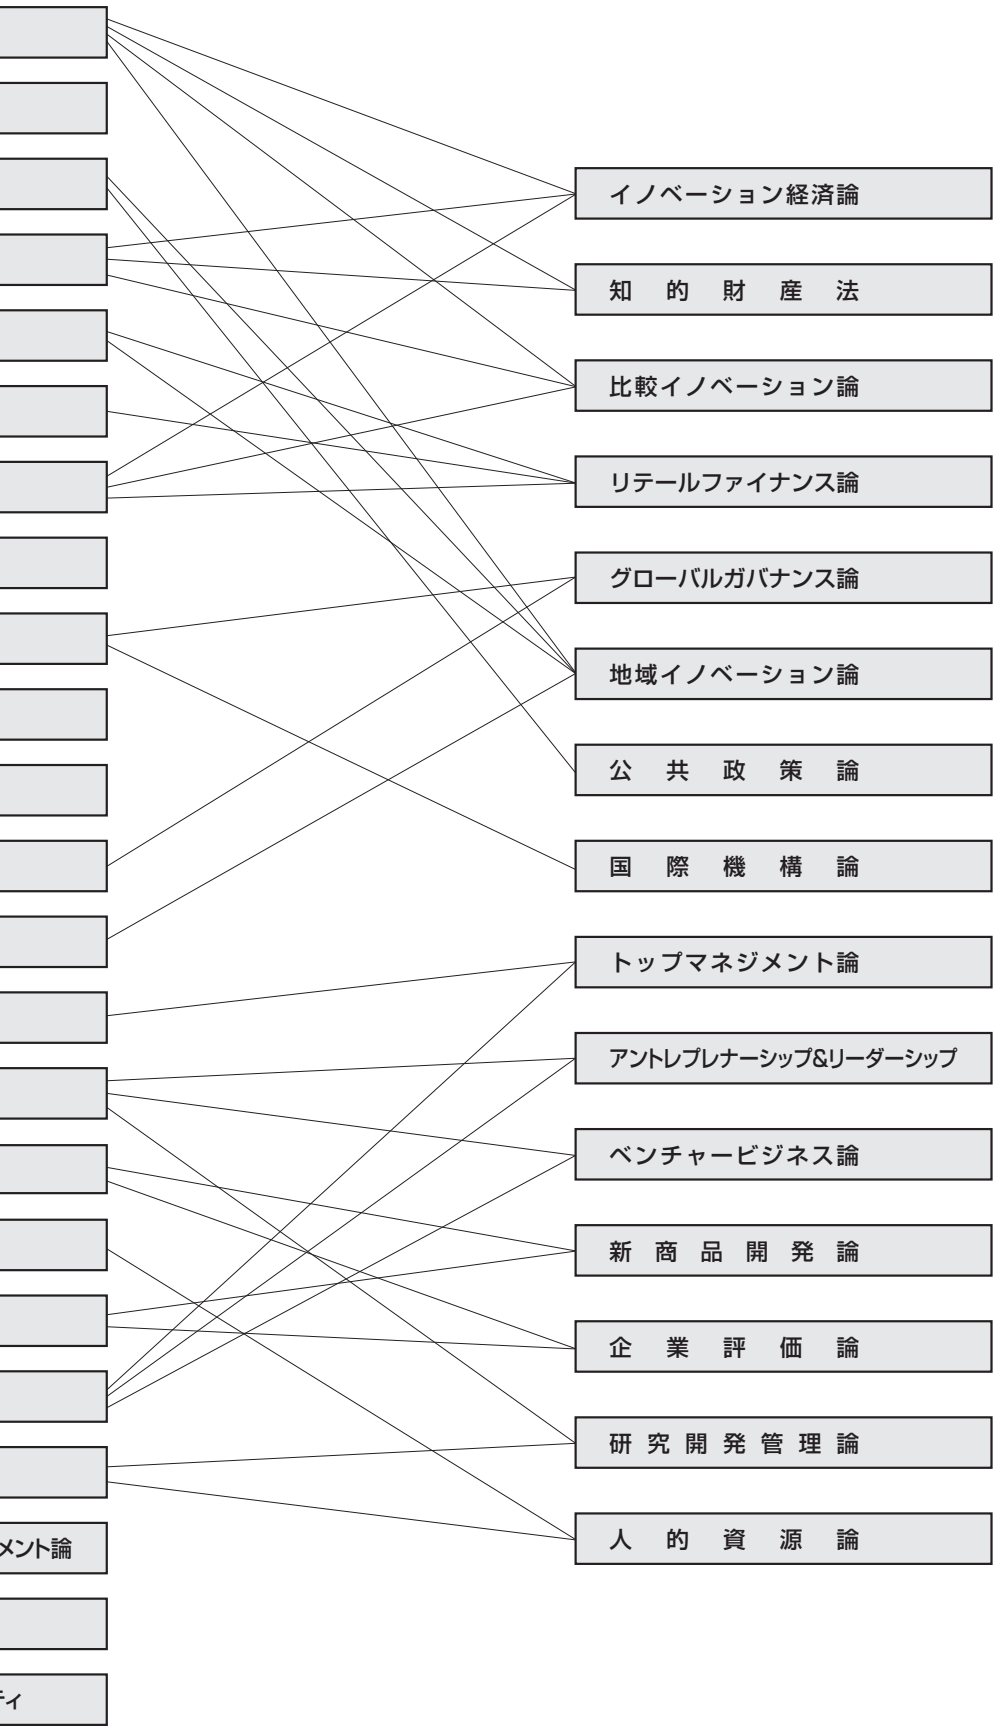 イノベーション経済論
知的財産法
比較イノベーション論
リテールファイナンス論
グローバルガバナンス論
地域イノベーション論
公共政策論
国際機構論
トップマネジメント論
アントレプレナーシップ&リーダーシップ
ベンチャービジネス論
新商品開発論
企業評価論
研究開発管理論
人的資源論
メント論
ティ